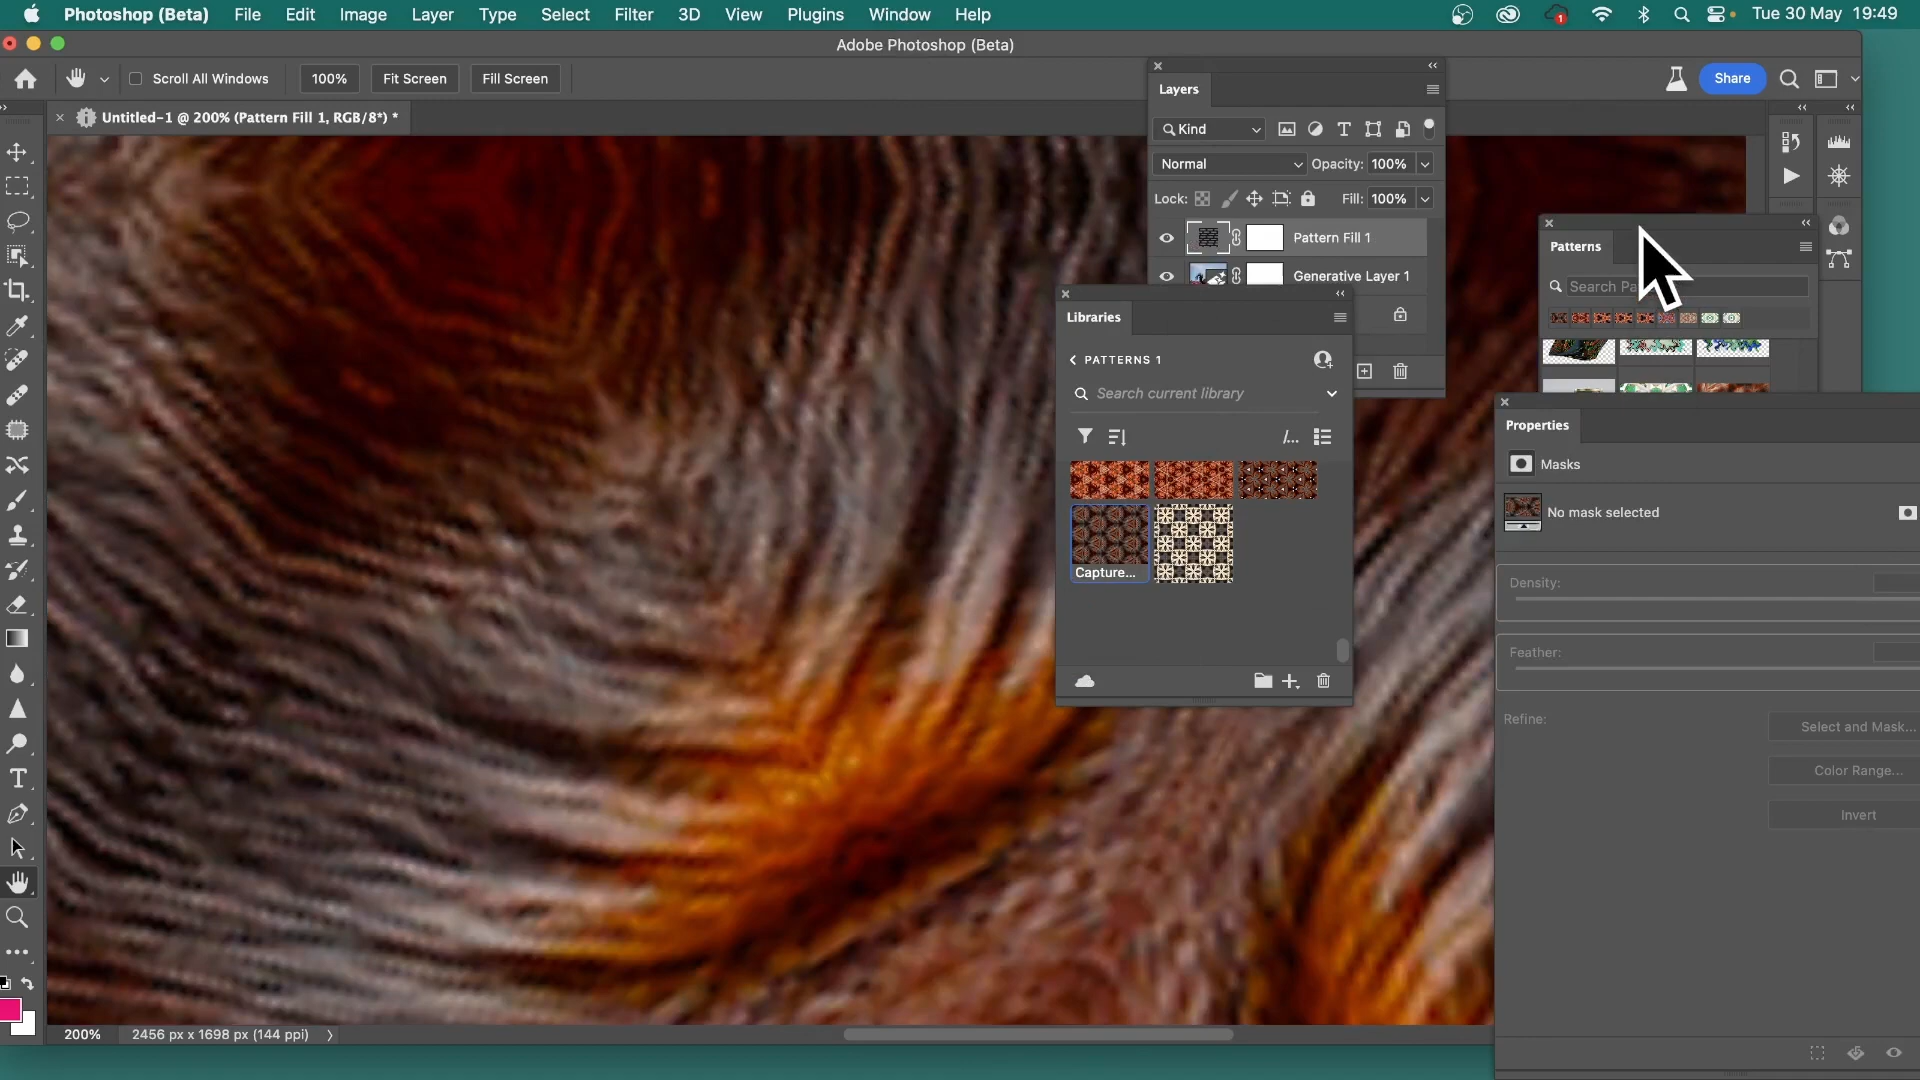 Photoshop (Beta) File Edit Image Layer Type Select Filter 3D View Plugins Window Help 1 Tue 30 May 19:49
Adobe Photoshop (Beta)
Scroll All Windows 100% Fit Screen Fill Screen Share
Untitled-1 @ 200% (Pattern Fill 1, RGB/8*) *
Layers
Kind
Normal Opacity: 100%
Lock: Fill: 100%
Pattern Fill 1
Generative Layer 1
Libraries
PATTERNS 1
Search current library
/...
Capture...
Patterns
Search Pa
Properties
Masks
No mask selected
Density:
Feather:
Refine:
Select and Mask...
Color Range...
Invert
200% 2456 px x 1698 px (144 ppi)